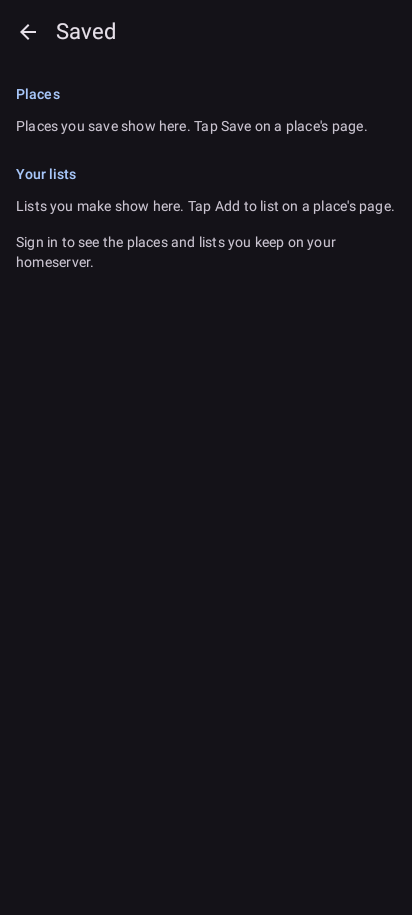 Saved
Places
Places you save show here. Tap Save on a place's page.
Your lists
Lists you make show here. Tap Add to list on a place's page.
Sign in to see the places and lists you keep on your
homeserver.